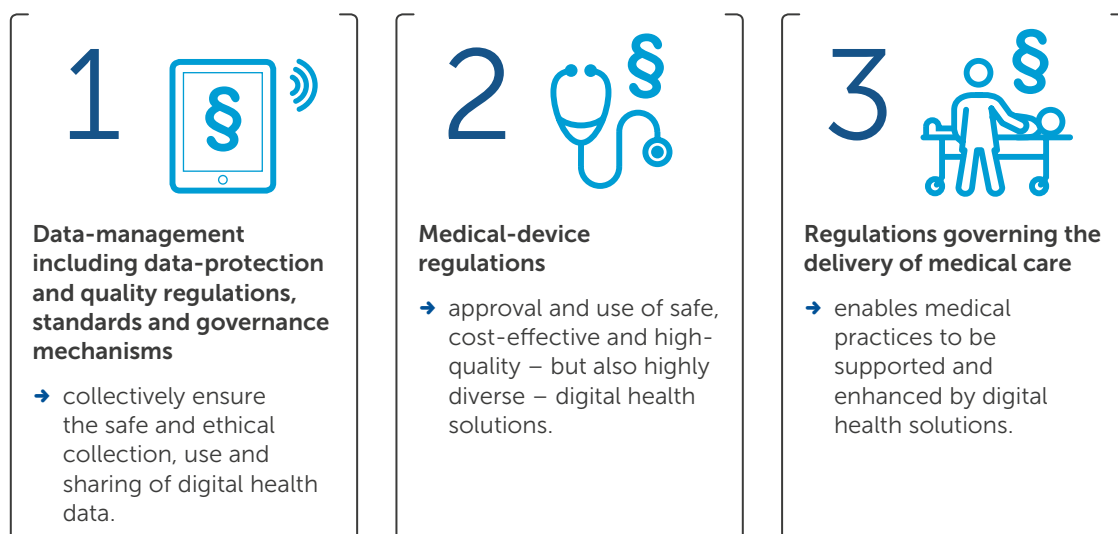 1
§
Data-management
including data-protection
and quality regulations,
standards and governance
mechanisms
➔ collectively ensure
the safe and ethical
collection, use and
sharing of digital health
data.
2
§
Medical-device
regulations
➔ approval and use of safe,
cost-effective and high-
quality – but also highly
diverse – digital health
solutions.
3
§
Regulations governing the
delivery of medical care
➔ enables medical
practices to be
supported and
enhanced by digital
health solutions.